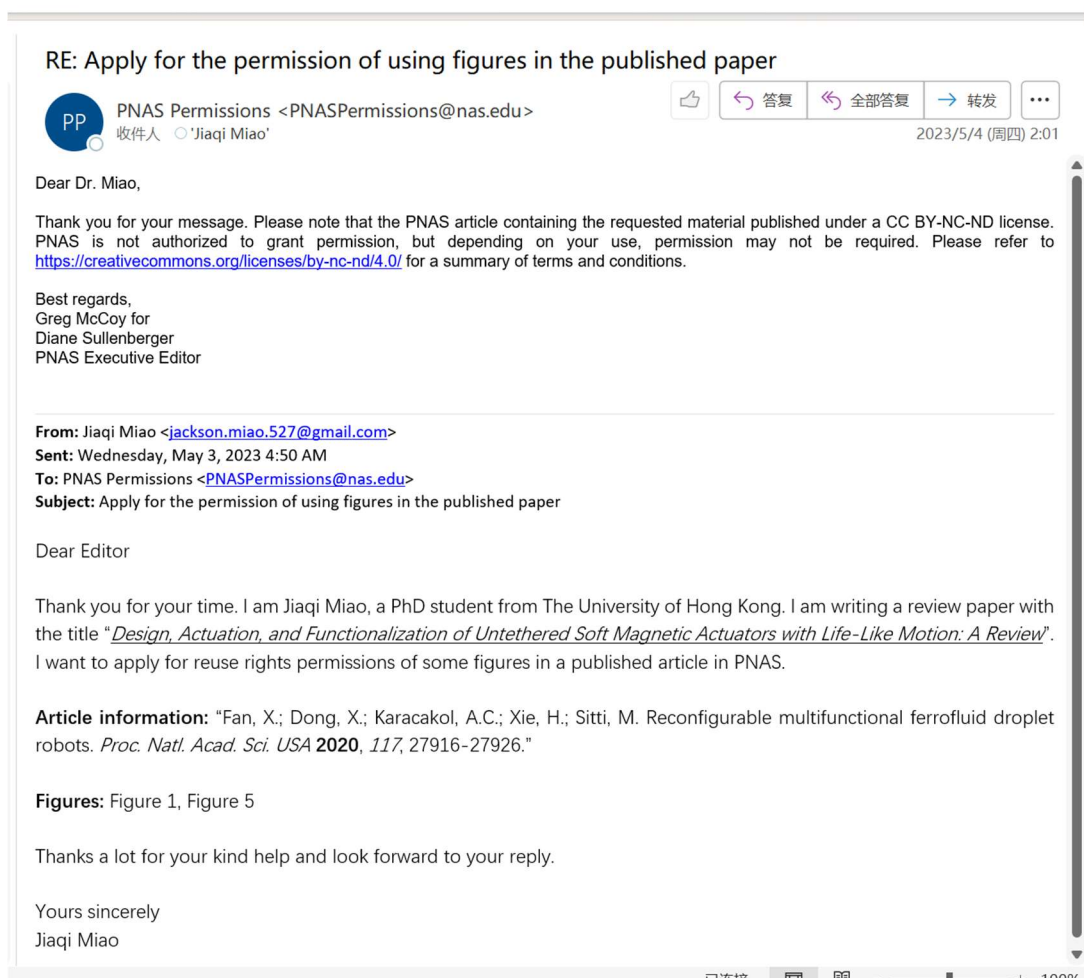 RE: Apply for the permission of using figures in the published paper
PP
PNAS Permissions <PNASPermissions@nas.edu>
收件人 'Jiaqi Miao'
答复
全部答复
转发
2023/5/4 (周四) 2:01
Dear Dr. Miao,
Thank you for your message. Please note that the PNAS article containing the requested material published under a CC BY-NC-ND license.
PNAS is not authorized to grant permission, but depending on your use, permission may not be required. Please refer to
https://creativecommons.org/licenses/by-nc-nd/4.0/ for a summary of terms and conditions.
Best regards,
Greg McCoy for
Diane Sullenberger
PNAS Executive Editor
From: Jiaqi Miao <jackson.miao.527@gmail.com>
Sent: Wednesday, May 3, 2023 4:50 AM
To: PNAS Permissions <PNASPermissions@nas.edu>
Subject: Apply for the permission of using figures in the published paper
Dear Editor
Thank you for your time. I am Jiaqi Miao, a PhD student from The University of Hong Kong. I am writing a review paper with
the title “Design, Actuation, and Functionalization of Untethered Soft Magnetic Actuators with Life-Like Motion: A Review”.
I want to apply for reuse rights permissions of some figures in a published article in PNAS.
Article information: “Fan, X.; Dong, X.; Karacakol, A.C.; Xie, H.; Sitti, M. Reconfigurable multifunctional ferrofluid droplet
robots. Proc. Natl. Acad. Sci. USA 2020, 117, 27916-27926.”
Figures: Figure 1, Figure 5
Thanks a lot for your kind help and look forward to your reply.
Yours sincerely
Jiaqi Miao